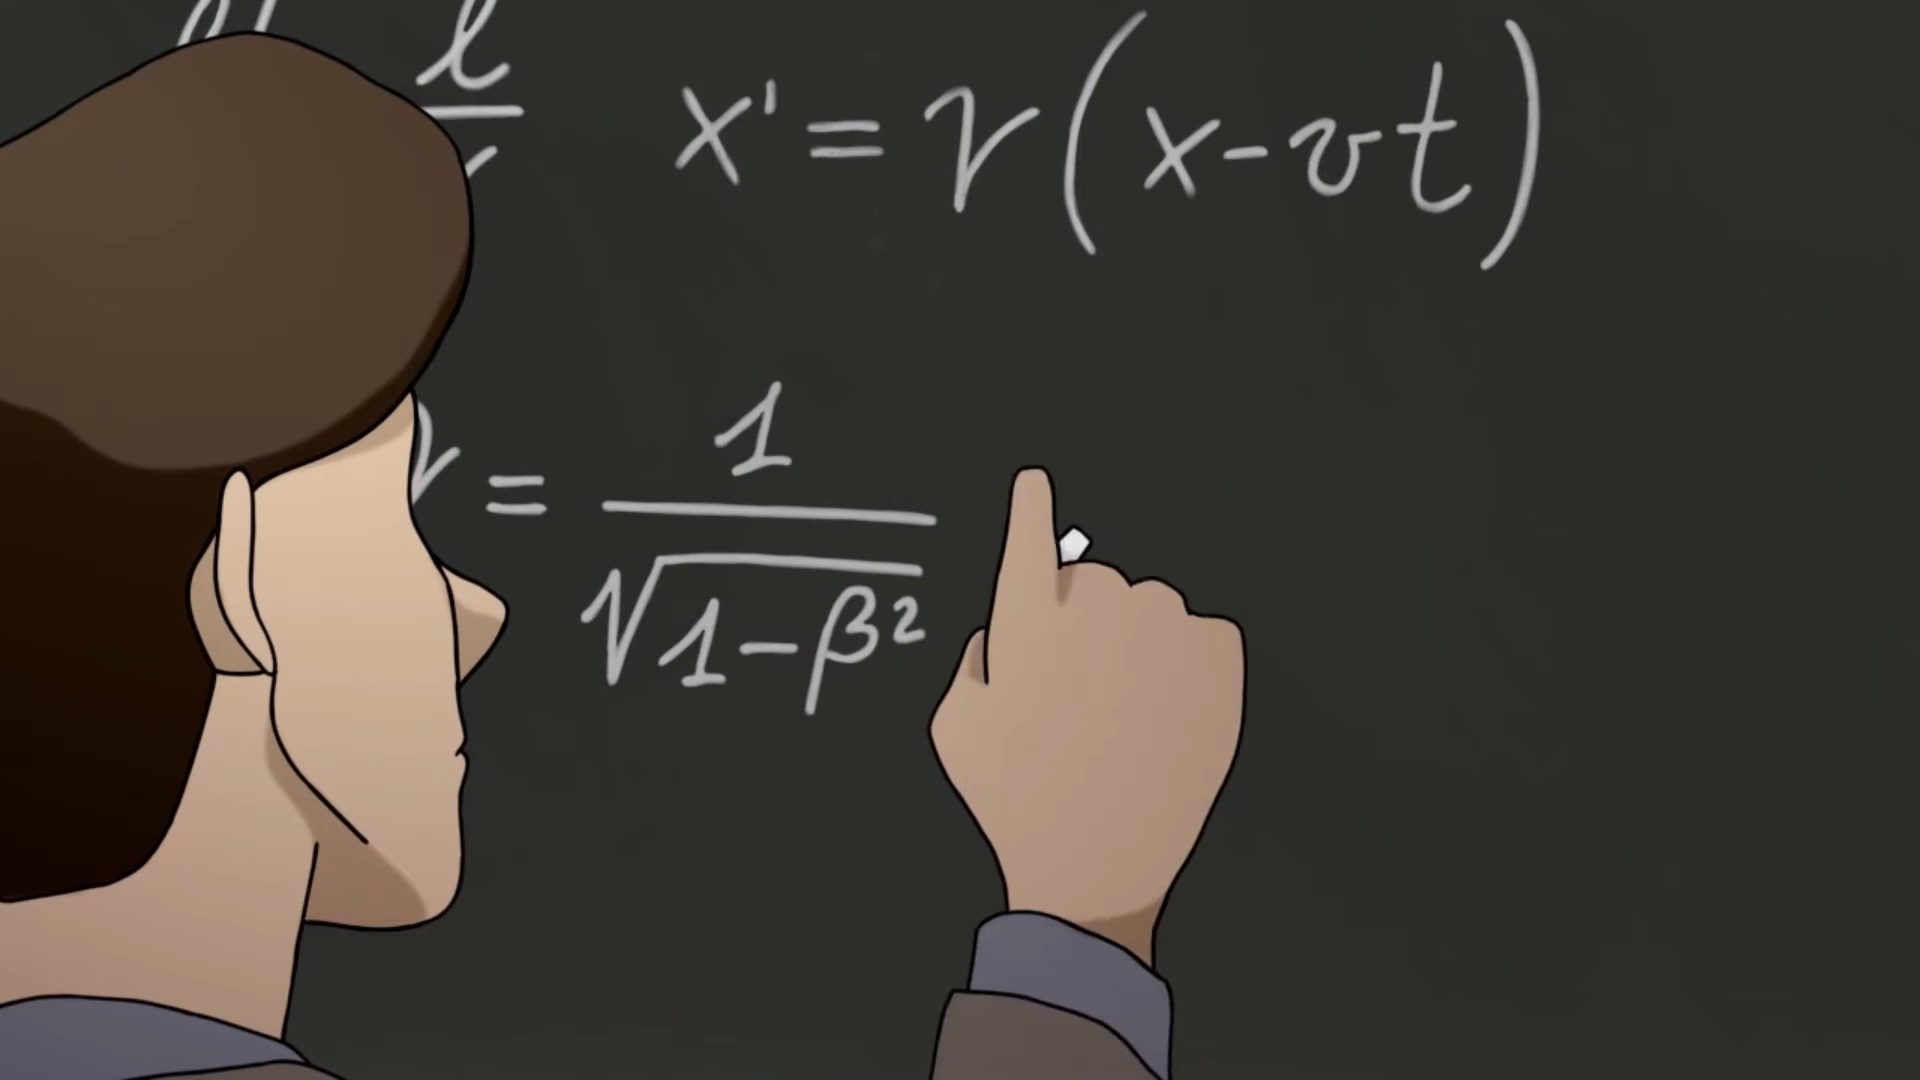 ℓ x' = γ(x-vt)
γ = 1
√1-β²